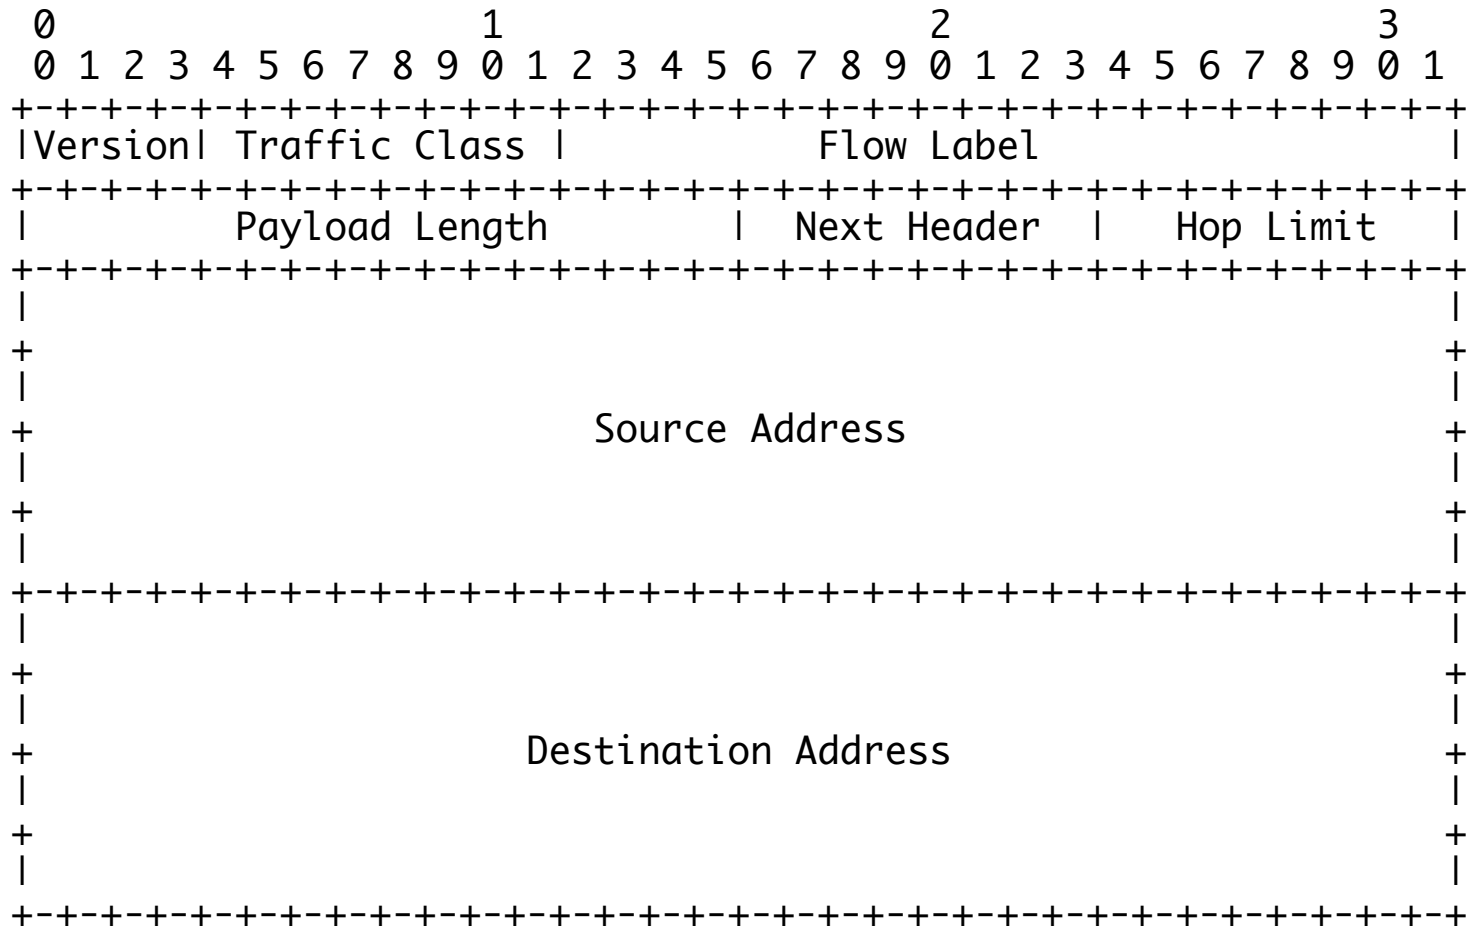 0                   1                   2                   3
 0 1 2 3 4 5 6 7 8 9 0 1 2 3 4 5 6 7 8 9 0 1 2 3 4 5 6 7 8 9 0 1
+-+-+-+-+-+-+-+-+-+-+-+-+-+-+-+-+-+-+-+-+-+-+-+-+-+-+-+-+-+-+-+-+
|Version| Traffic Class |           Flow Label                  |
+-+-+-+-+-+-+-+-+-+-+-+-+-+-+-+-+-+-+-+-+-+-+-+-+-+-+-+-+-+-+-+-+
|         Payload Length        |  Next Header  |   Hop Limit   |
+-+-+-+-+-+-+-+-+-+-+-+-+-+-+-+-+-+-+-+-+-+-+-+-+-+-+-+-+-+-+-+-+
|                                                               |
+                                                               +
|                                                               |
+                         Source Address                        +
|                                                               |
+                                                               +
|                                                               |
+-+-+-+-+-+-+-+-+-+-+-+-+-+-+-+-+-+-+-+-+-+-+-+-+-+-+-+-+-+-+-+-+
|                                                               |
+                                                               +
|                                                               |
+                      Destination Address                      +
|                                                               |
+                                                               +
|                                                               |
+-+-+-+-+-+-+-+-+-+-+-+-+-+-+-+-+-+-+-+-+-+-+-+-+-+-+-+-+-+-+-+-+